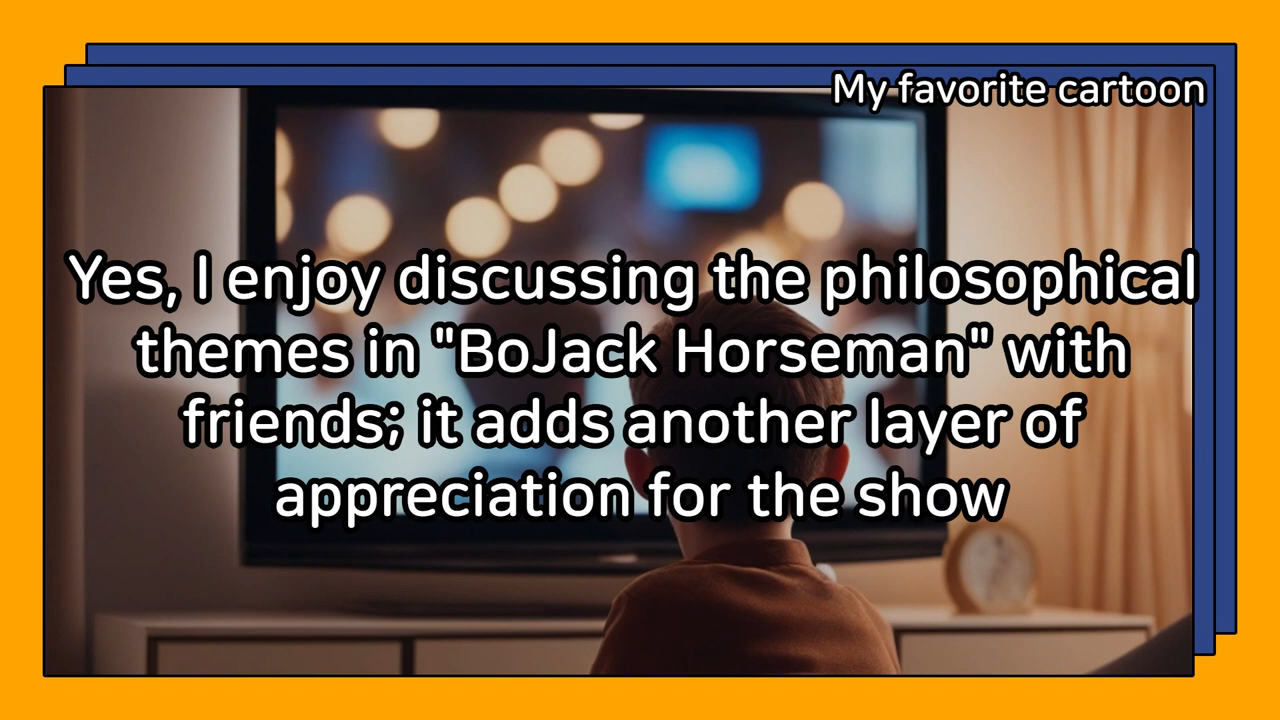 My favorite cartoon
Yes, I enjoy discussing the philosophical
themes in "BoJack Horseman" with
friends; it adds another layer of
appreciation for the show